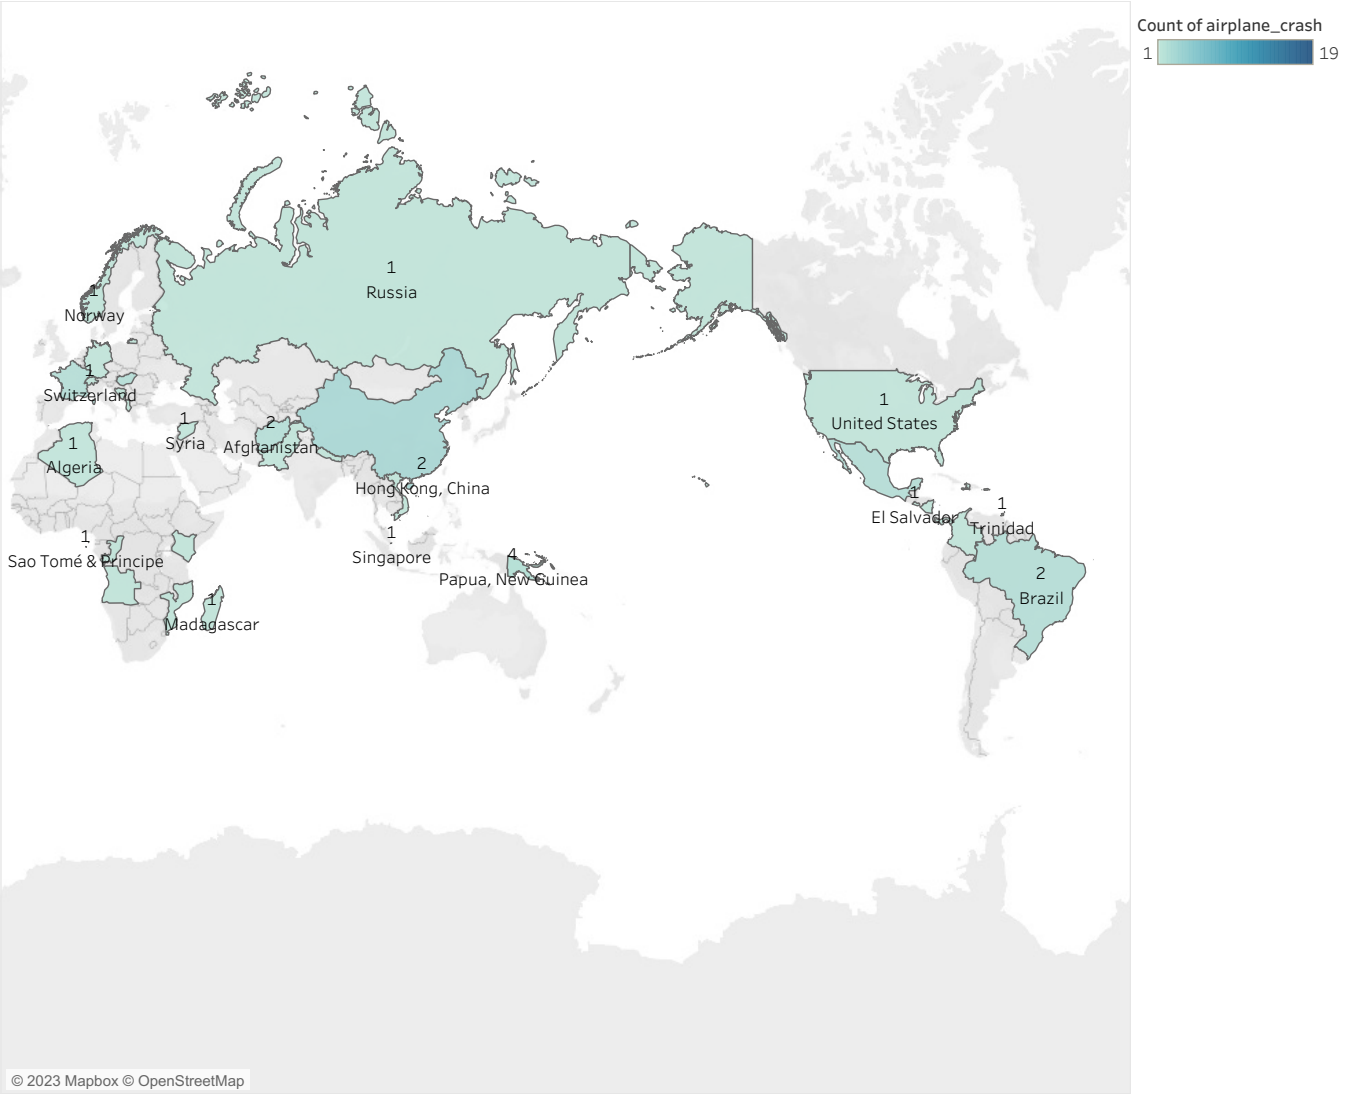 Count of airplane_crash
1 19
1
Russia
1
Norway
1
Switzerland
1
Syria
2
Afghanistan
1
Algeria
2
Hong Kong, China
1
United States
1
El Salvador
1
Trinidad
1
Sao Tomé & Principe
1
Singapore
4
Papua, New Guinea
2
Brazil
1
Madagascar
© 2023 Mapbox © OpenStreetMap